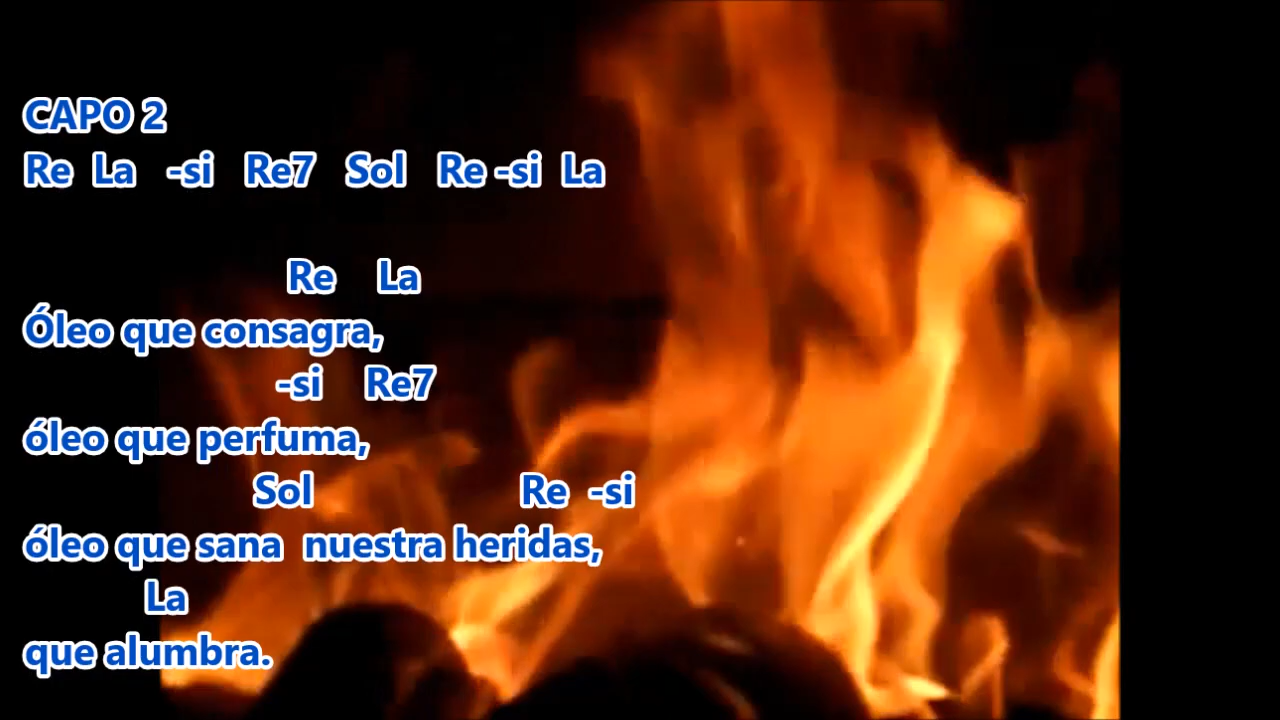 CAPO 2
Re La -si Re7 Sol Re -si La
Re La
Óleo que consagra,
-si Re7
óleo que perfuma,
Sol Re -si
óleo que sana nuestra heridas,
La
que alumbra.